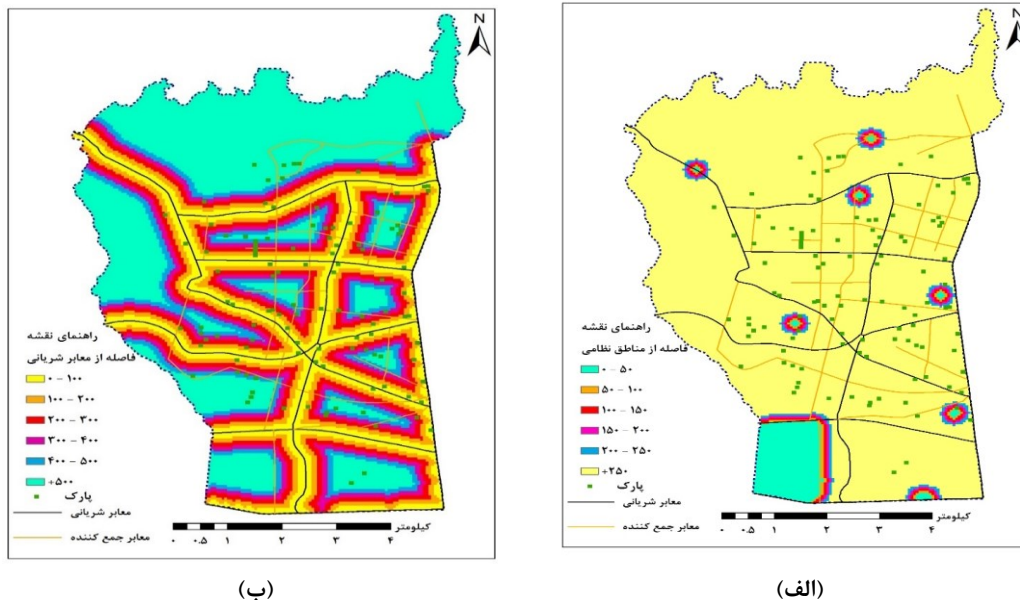 N
راهنمای نقشه
فاصله از مناطق نظامی
۰ - ۵۰
۵۰ - ۱۰۰
۱۰۰ - ۱۵۰
۱۵۰ - ۲۰۰
۲۰۰ - ۲۵۰
+۲۵۰
پارک
معابر شریانی
معابر جمع کننده
کیلومتر
۰ ۰.۵ ۱ ۲ ۳ ۴
(الف)
N
راهنمای نقشه
فاصله از معابر شریانی
۰ - ۱۰۰
۱۰۰ - ۲۰۰
۲۰۰ - ۳۰۰
۳۰۰ - ۴۰۰
۴۰۰ - ۵۰۰
+۵۰۰
پارک
معابر شریانی
معابر جمع کننده
کیلومتر
۰ ۰.۵ ۱ ۲ ۳ ۴
(ب)